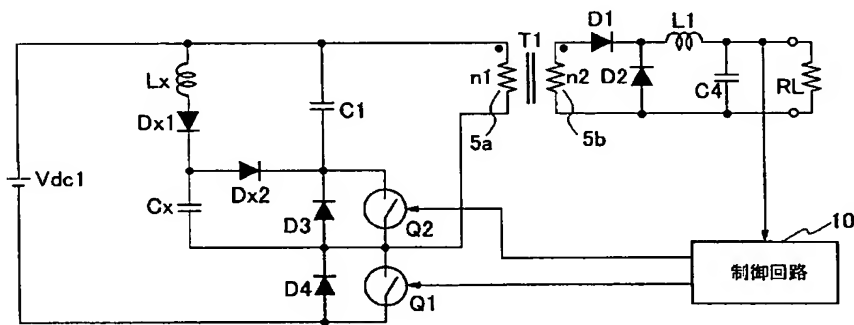 D1
L1
T1
Lx
n1
n2
D2
C4
RL
C1
Dx1
5a
5b
Vdc1
Dx2
Cx
D3
Q2
10
D4
Q1
制御回路